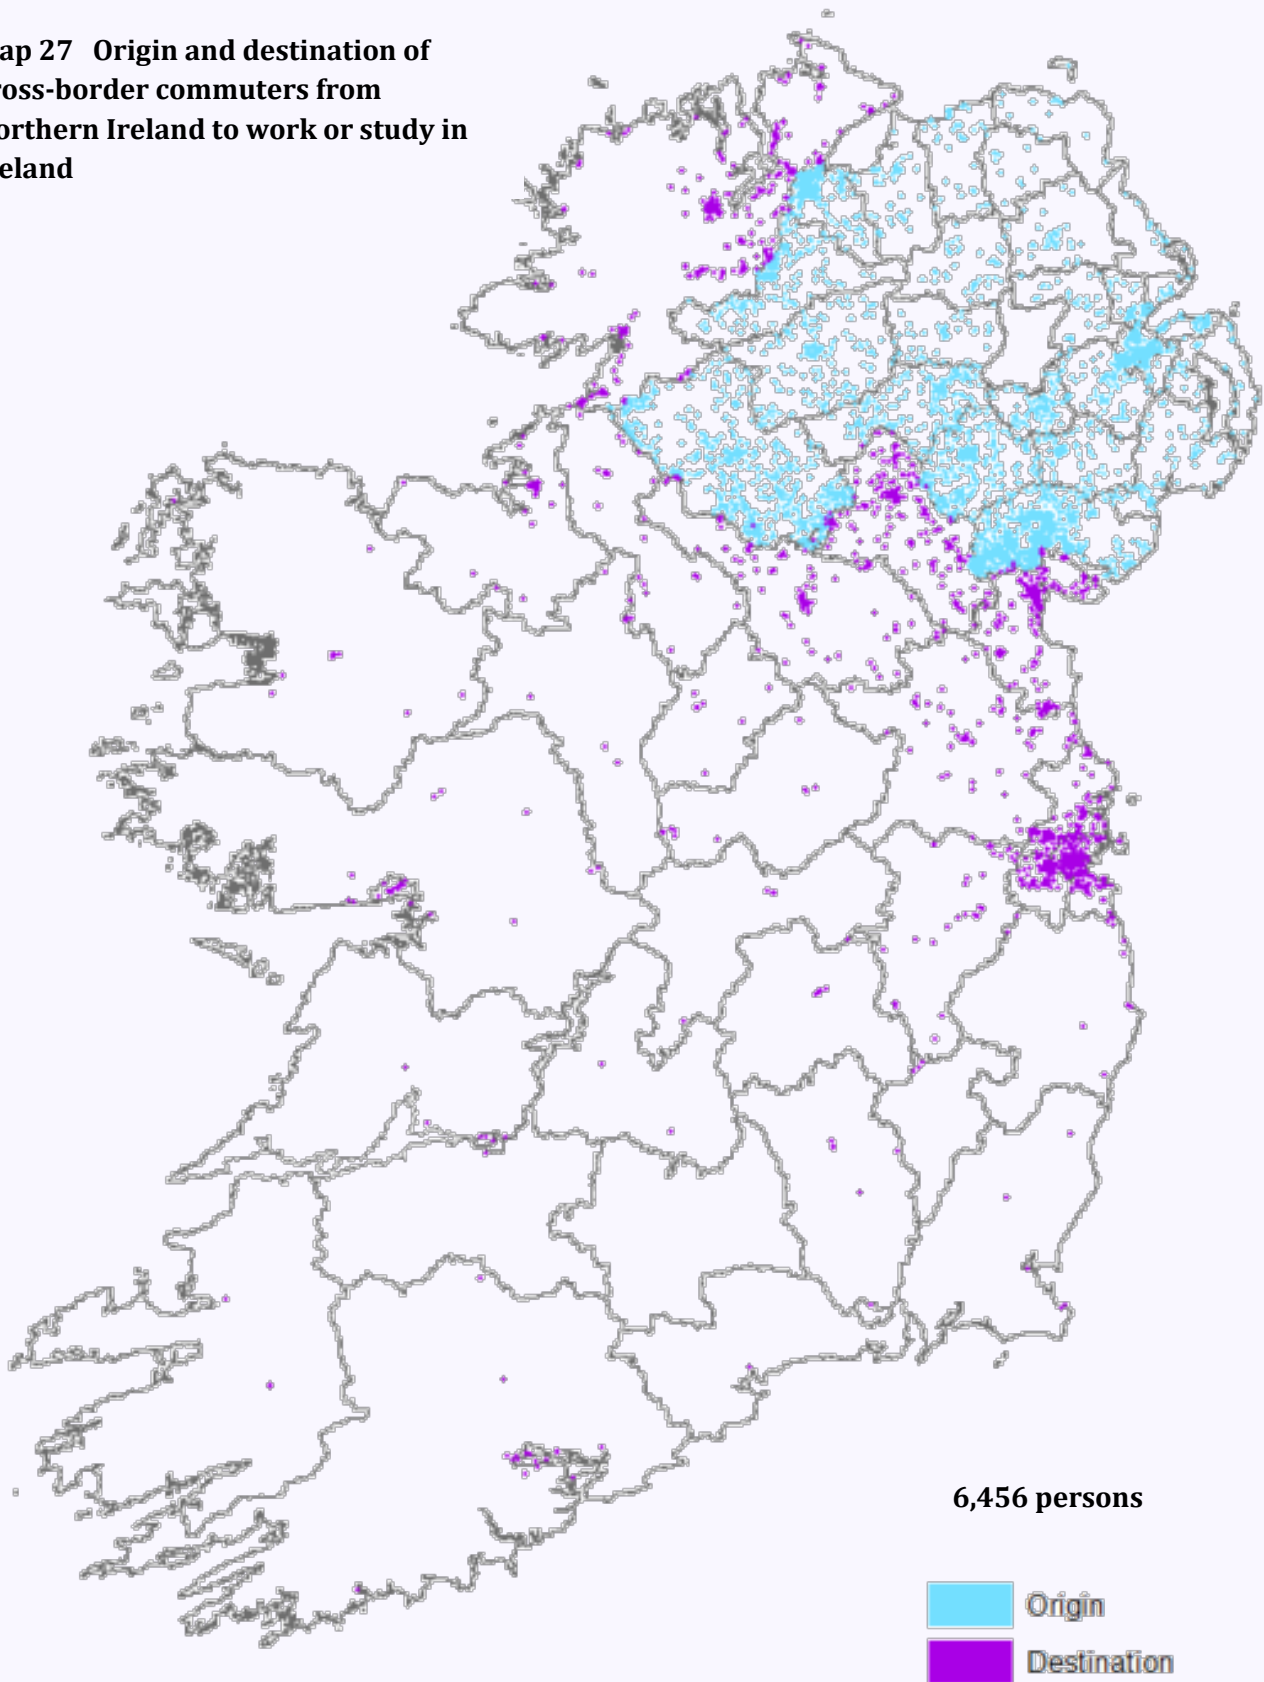 ap 27 Origin and destination of
ross-border commuters from
orthern Ireland to work or study in
eland
6,456 persons
Origin
Destination